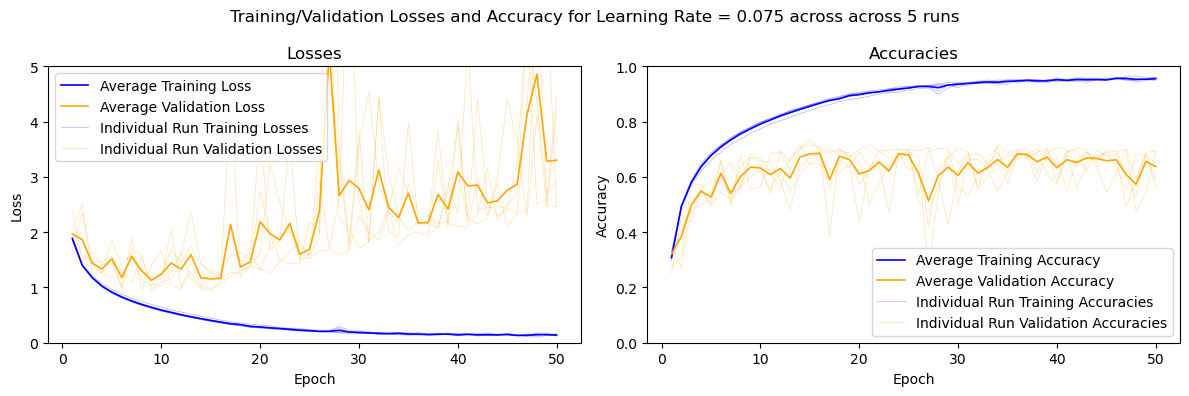 Training/Validation Losses and Accuracy for Learning Rate = 0.075 across across 5 runs
Losses
5
4
3
2
1
0
Loss
0
10
20
30
40
50
Epoch
Average Training Loss
Average Validation Loss
Individual Run Training Losses
Individual Run Validation Losses
Accuracies
1.0
0.8
0.6
0.4
0.2
0.0
Accuracy
0
10
20
30
40
50
Epoch
Average Training Accuracy
Average Validation Accuracy
Individual Run Training Accuracies
Individual Run Validation Accuracies